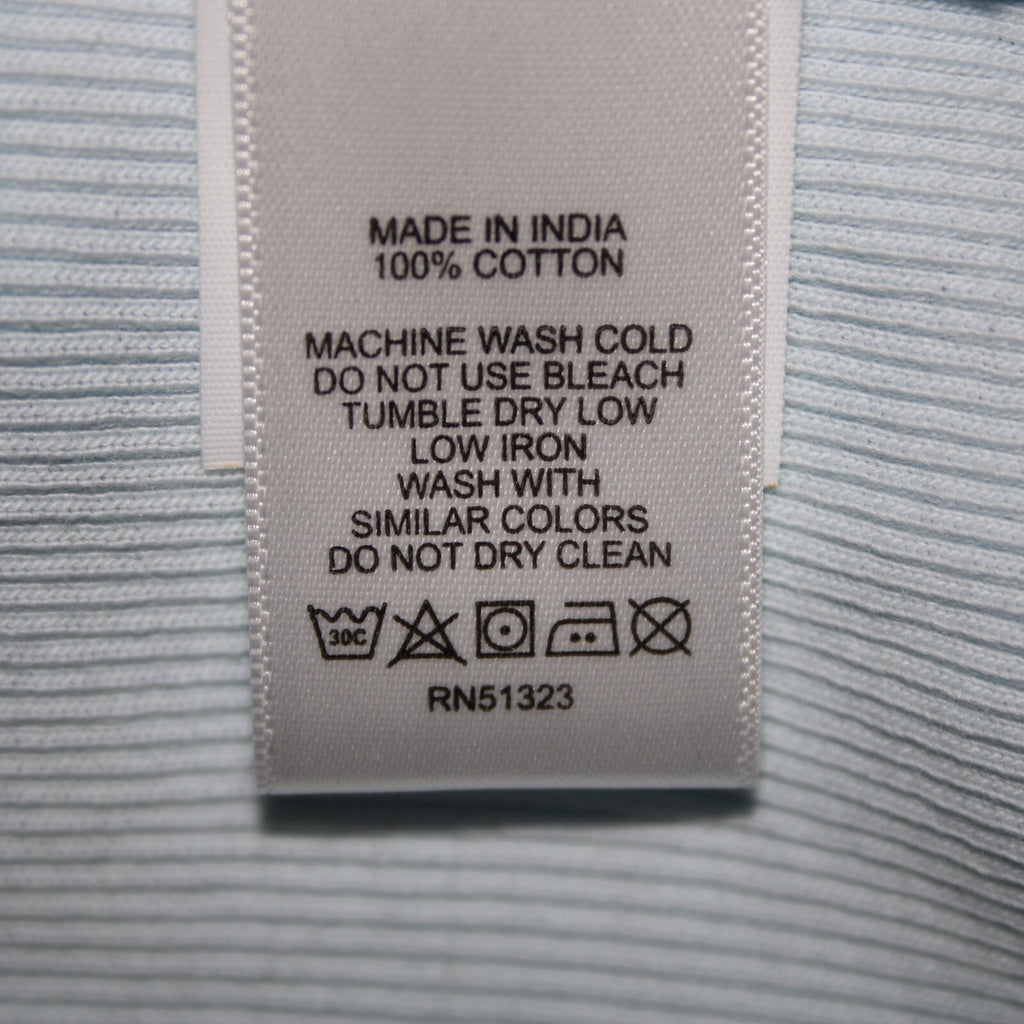 MADE IN INDIA
100% COTTON
MACHINE WASH COLD
DO NOT USE BLEACH
TUMBLE DRY LOW
LOW IRON
WASH WITH
SIMILAR COLORS
DO NOT DRY CLEAN
30C
RN51323